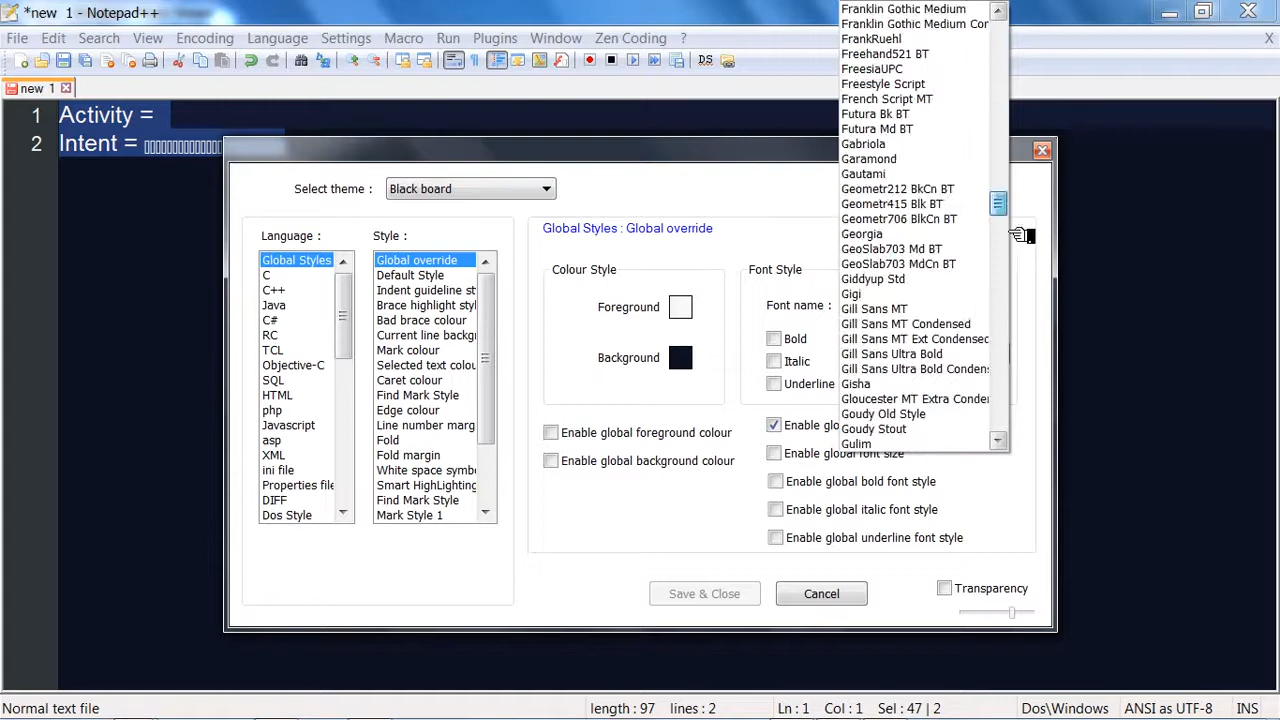 *new  1 - Notepad++
File Edit Search View Encoding Language Settings Macro Run Plugins Window Zen Coding ? X
new 1
1 Activity =
2 Intent =
Select theme : Black board
Language :
Global Styles
C
C++
Java
C#
RC
TCL
Objective-C
SQL
HTML
php
Javascript
asp
XML
ini file
Properties file
DIFF
Dos Style
Style :
Global override
Default Style
Indent guideline st
Brace highlight styl
Bad brace colour
Current line backg
Mark colour
Selected text colou
Caret colour
Find Mark Style
Edge colour
Line number marg
Fold
Fold margin
White space symb
Smart HighLighting
Find Mark Style
Mark Style 1
Global Styles : Global override
Colour Style
Foreground
Background
Enable global foreground colour
Enable global background colour
Font Style
Font name :
Bold
Italic
Underline
Enable glo
Enable global font size
Enable global bold font style
Enable global italic font style
Enable global underline font style
Franklin Gothic Medium
Franklin Gothic Medium Con
FrankRuehl
Freehand521 BT
FreesiaUPC
Freestyle Script
French Script MT
Futura Bk BT
Futura Md BT
Gabriola
Garamond
Gautami
Geometr212 BkCn BT
Geometr415 Blk BT
Geometr706 BlkCn BT
Georgia
GeoSlab703 Md BT
GeoSlab703 MdCn BT
Giddyup Std
Gigi
Gill Sans MT
Gill Sans MT Condensed
Gill Sans MT Ext Condensed
Gill Sans Ultra Bold
Gill Sans Ultra Bold Condens
Gisha
Gloucester MT Extra Conden
Goudy Old Style
Goudy Stout
Gulim
Save & Close Cancel Transparency
Normal text file length : 97 lines : 2 Ln : 1 Col : 1 Sel : 47 | 2 Dos\Windows ANSI as UTF-8 INS